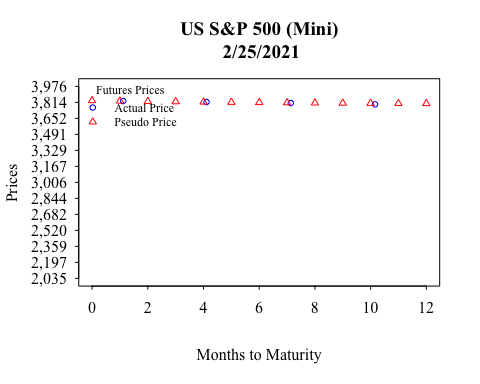 US S&P 500 (Mini)
2/25/2021
Futures Prices
Actual Price
Pseudo Price
Prices
3,976
3,814
3,652
3,491
3,329
3,167
3,006
2,844
2,682
2,520
2,359
2,197
2,035
0 2 4 6 8 10 12
Months to Maturity